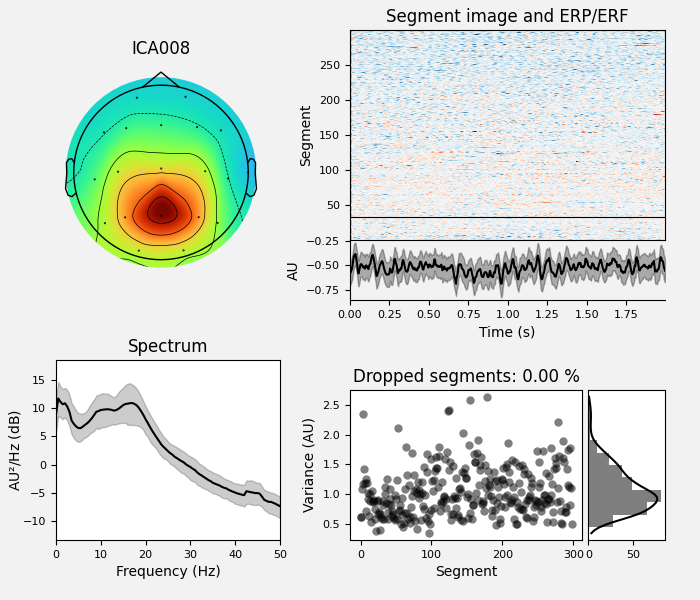 ICA008
Segment image and ERP/ERF
Segment
250
200
150
100
50
AU
−0.25
−0.50
−0.75
0.00 0.25 0.50 0.75 1.00 1.25 1.50 1.75
Time (s)
Spectrum
AU²/Hz (dB)
15
10
5
0
−5
−10
0 10 20 30 40 50
Frequency (Hz)
Dropped segments: 0.00 %
Variance (AU)
2.5
2.0
1.5
1.0
0.5
0 100 200 300
Segment
0 50